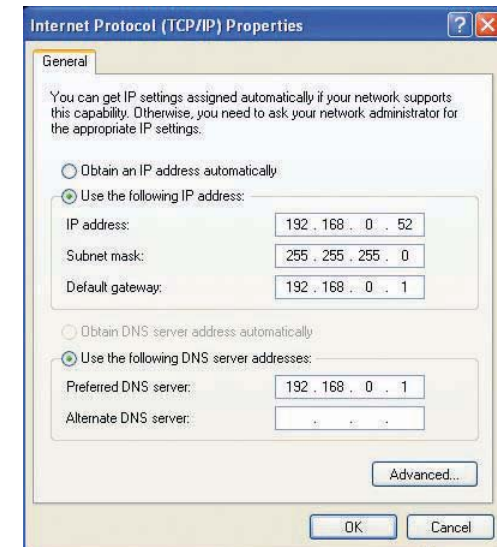 Internet Protocol (TCP/IP) Properties
General
You can get IP settings assigned automatically if your network supports
this capability. Otherwise, you need to ask your network administrator for
the appropriate IP settings.
Obtain an IP address automatically
Use the following IP address:
IP address: 192 . 168 . 0 . 52
Subnet mask: 255 . 255 . 255 . 0
Default gateway: 192 . 168 . 0 . 1
Obtain DNS server address automatically
Use the following DNS server addresses:
Preferred DNS server: 192 . 168 . 0 . 1
Alternate DNS server: . . .
Advanced...
OK Cancel